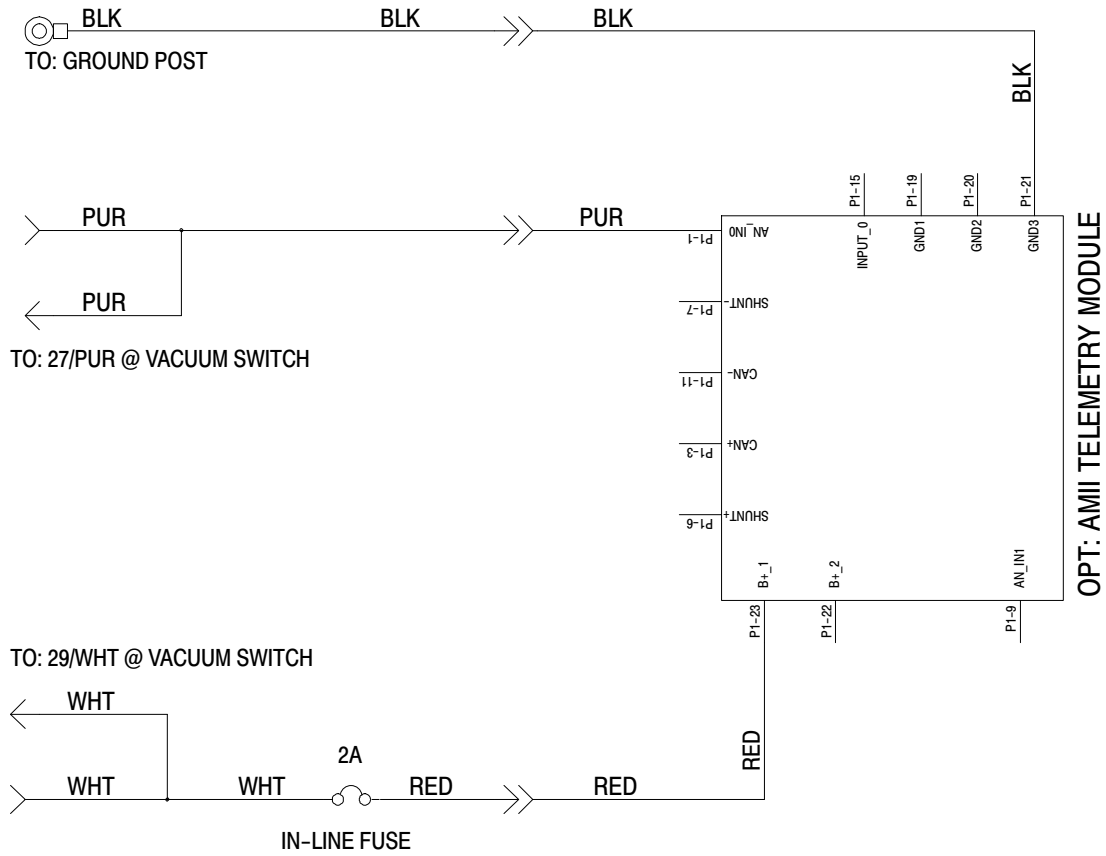 BLK
BLK
BLK
TO: GROUND POST
BLK
P1-15
P1-19
P1-20
P1-21
PUR
PUR
P1-1
AN_IN0
INPUT_0
GND1
GND2
GND3
PUR
P1-7
SHUNT-
TO: 27/PUR @ VACUUM SWITCH
P1-11
CAN-
P1-3
CAN+
P1-6
SHUNT+
OPT: AMII TELEMETRY MODULE
B+_1
B+_2
AN_IN1
P1-23
P1-22
P1-9
TO: 29/WHT @ VACUUM SWITCH
WHT
2A
RED
WHT
WHT
RED
RED
IN-LINE FUSE